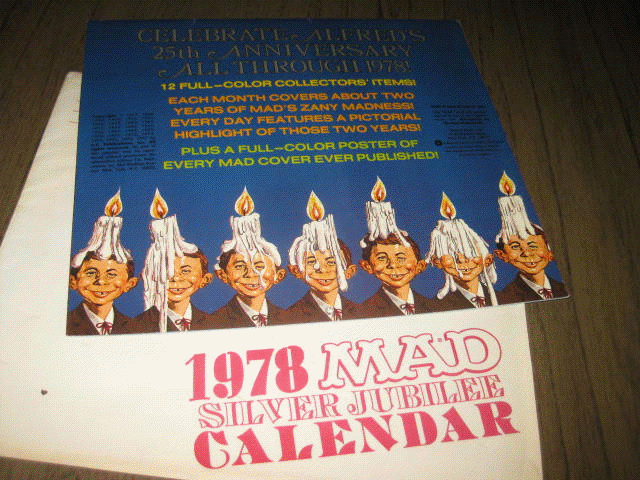 CELEBRATE ALFRED'S
25th ANNIVERSARY
ALL THROUGH 1978!
12 FULL-COLOR COLLECTORS' ITEMS!
EACH MONTH COVERS ABOUT TWO
YEARS OF MAD'S ZANY MADNESS!
EVERY DAY FEATURES A PICTORIAL
HIGHLIGHT OF THOSE TWO YEARS!
PLUS A FULL-COLOR POSTER OF
EVERY MAD COVER EVER PUBLISHED!
1978 MAD
SILVER JUBILEE
CALENDAR